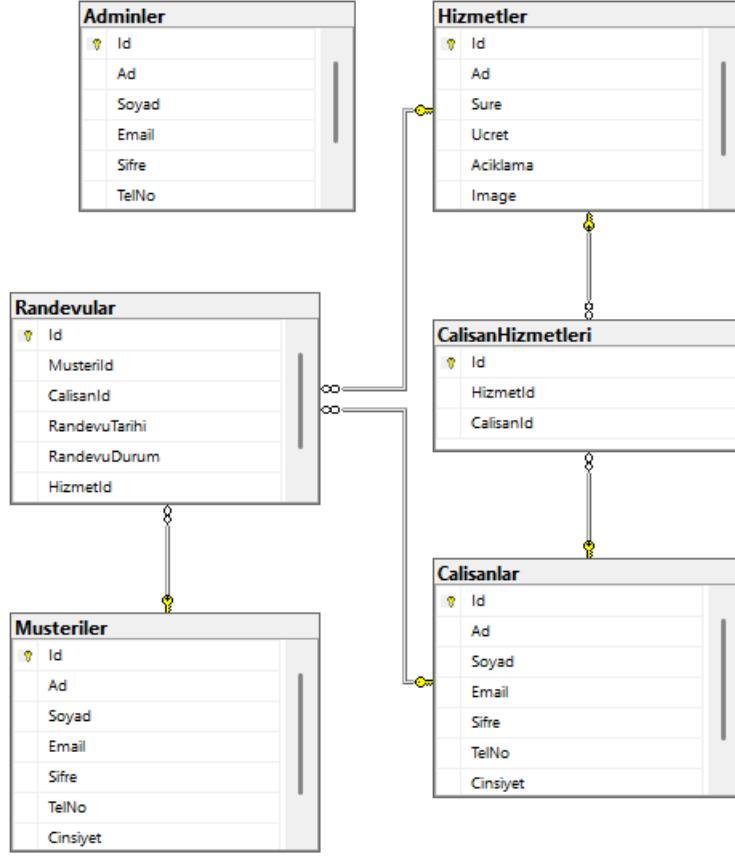 Adminler
Id
Ad
Soyad
Email
Sifre
TelNo
Hizmetler
Id
Ad
Sure
Ucret
Aciklama
Image
Randevular
Id
MusteriId
CalisanId
RandevuTarihi
RandevuDurum
HizmetId
CalisanHizmetleri
Id
HizmetId
CalisanId
Musteriler
Id
Ad
Soyad
Email
Sifre
TelNo
Cinsiyet
Calisanlar
Id
Ad
Soyad
Email
Sifre
TelNo
Cinsiyet